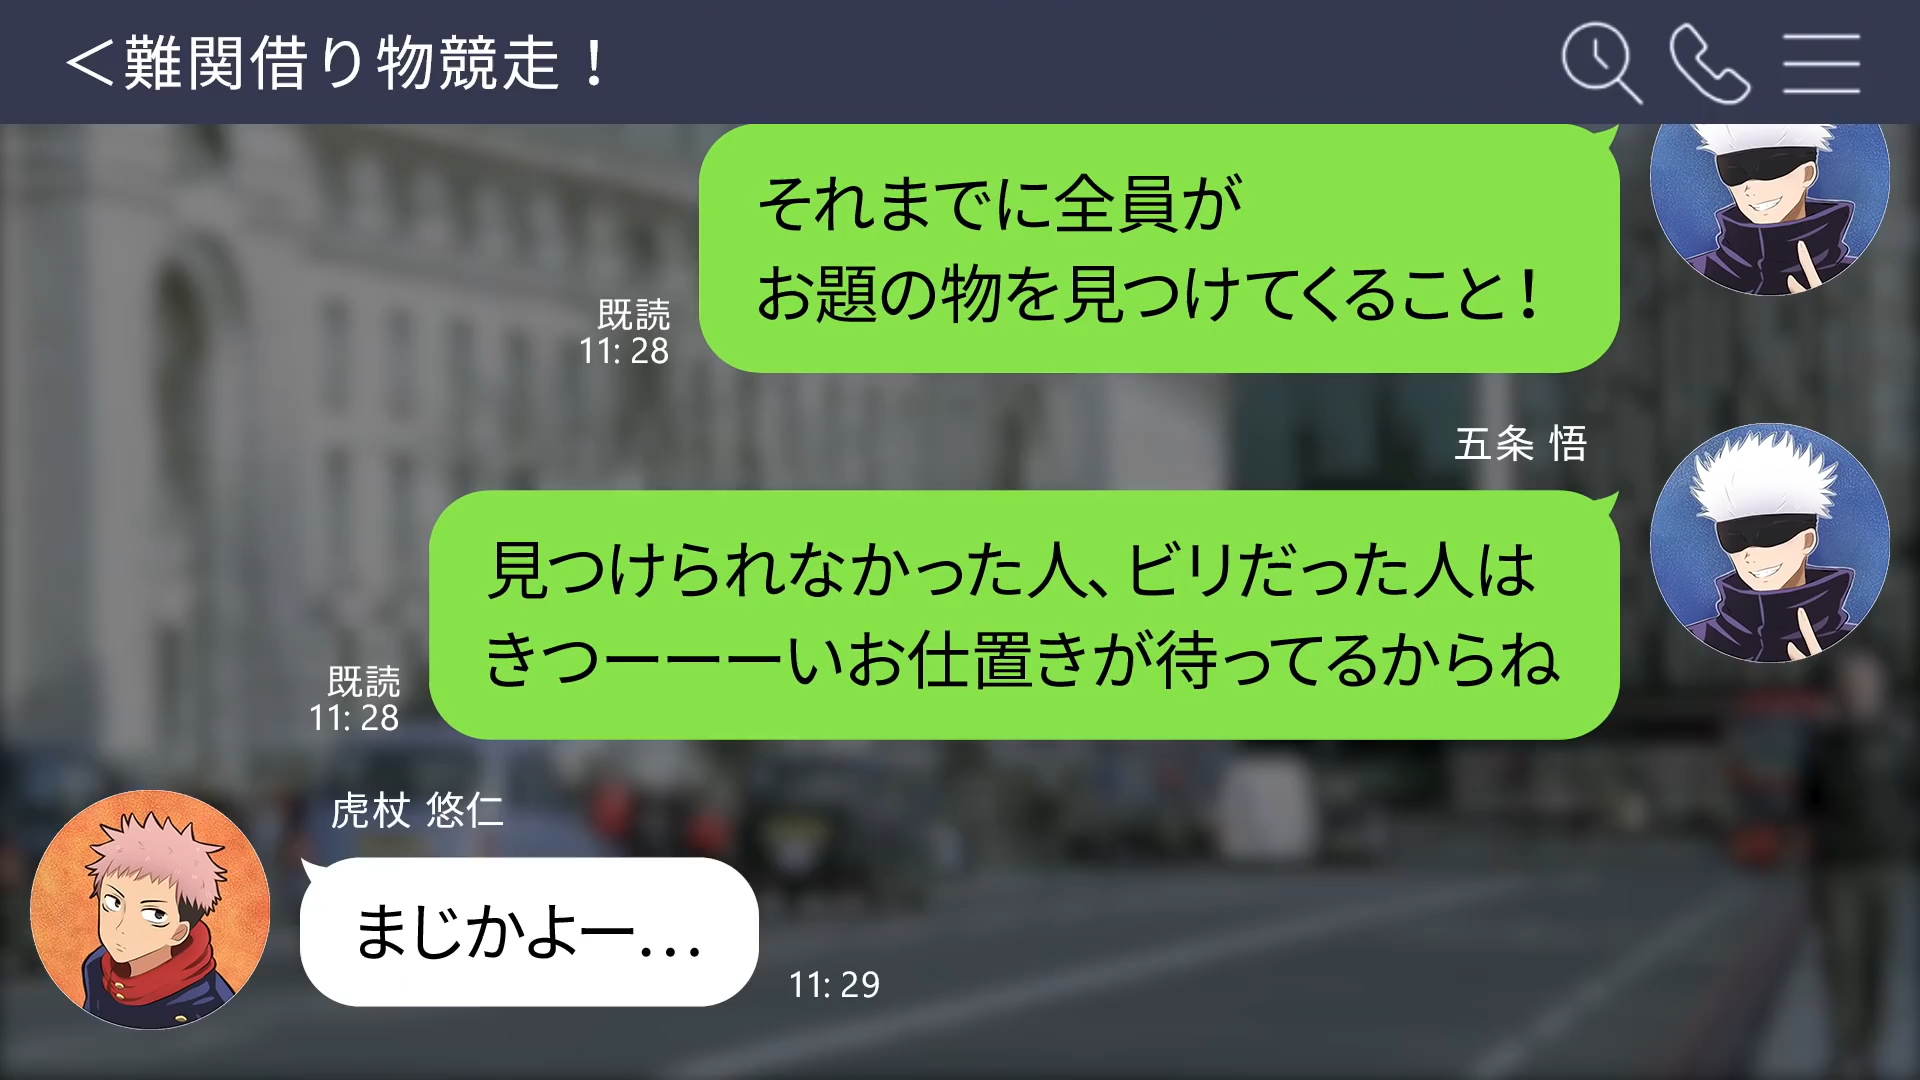 ＜難関借り物競走！
それまでに全員が
お題の物を見つけてくること！
既読
11: 28
五条 悟
見つけられなかった人、ビリだった人は
きつーーーいお仕置きが待ってるからね
既読
11: 28
虎杖 悠仁
まじかよー...
11: 29